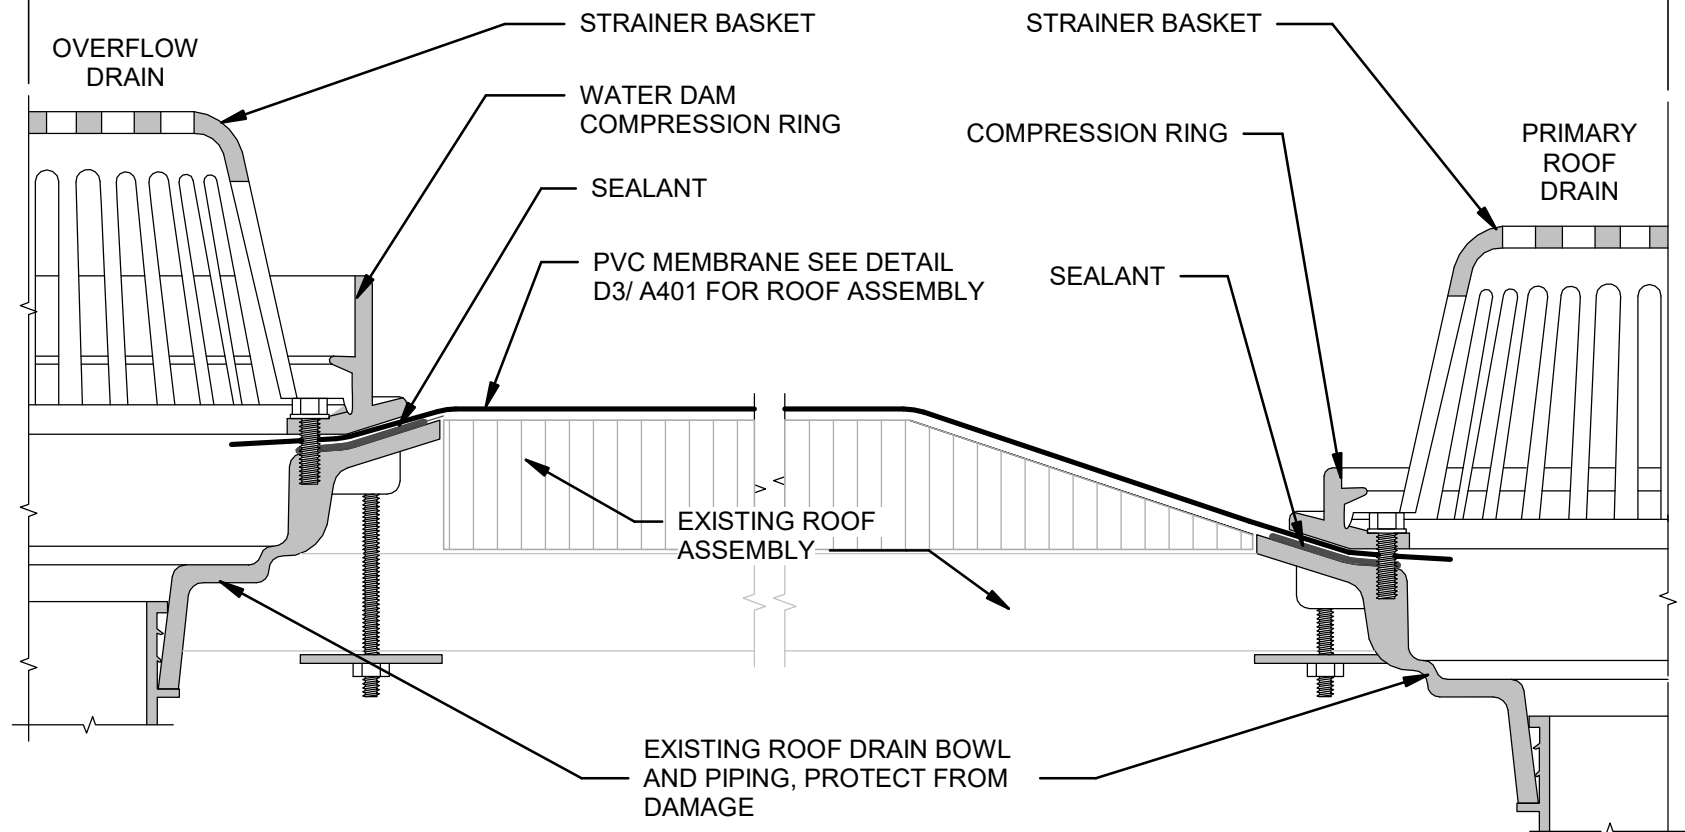 OVERFLOW
DRAIN
STRAINER BASKET
WATER DAM
COMPRESSION RING
SEALANT
PVC MEMBRANE SEE DETAIL
D3/ A401 FOR ROOF ASSEMBLY
STRAINER BASKET
COMPRESSION RING
PRIMARY
ROOF
DRAIN
SEALANT
EXISTING ROOF
ASSEMBLY
EXISTING ROOF DRAIN BOWL
AND PIPING, PROTECT FROM
DAMAGE